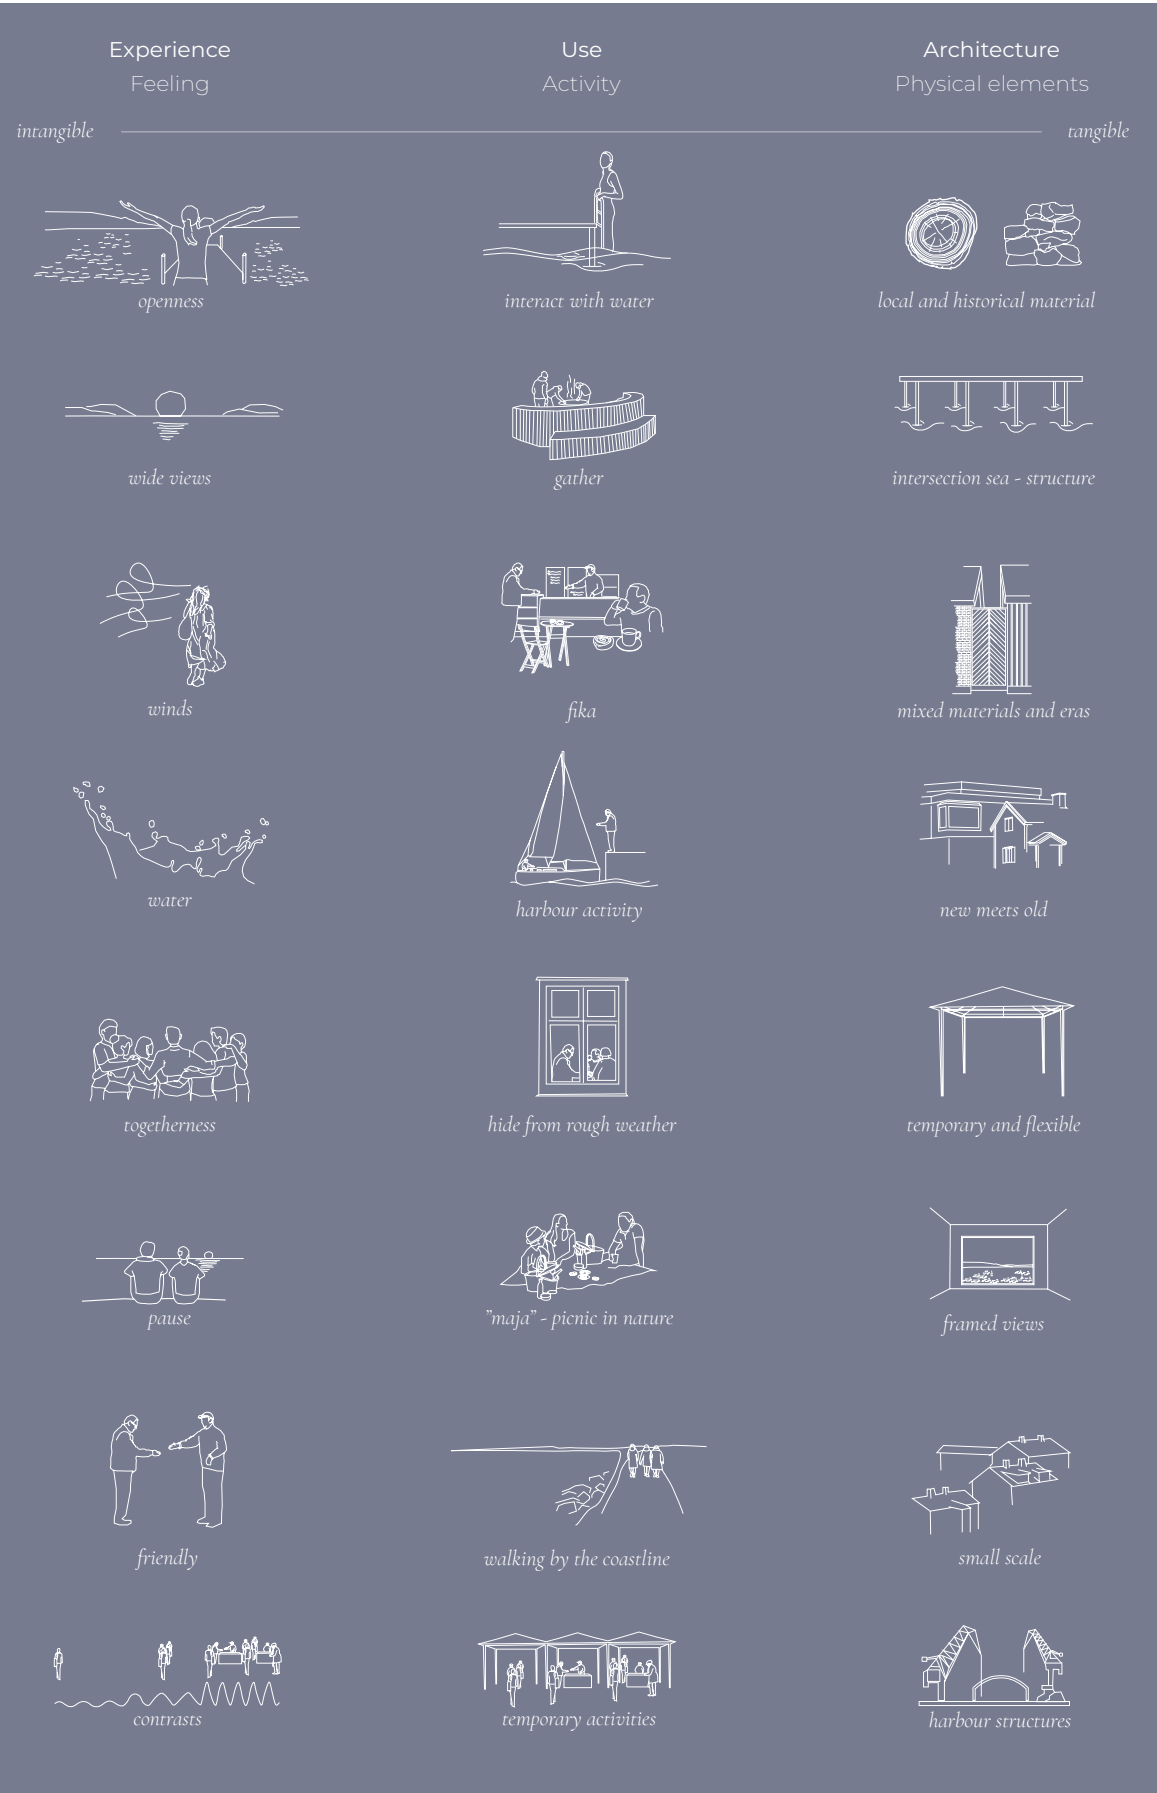 Experience
Use
Architecture
Feeling
Activity
Physical elements
intangible
tangible
openness
interact with water
local and historical material
wide views
gather
intersection sea - structure
winds
fika
mixed materials and eras
water
harbour activity
new meets old
togetherness
hide from rough weather
temporary and flexible
pause
”maja” - picnic in nature
framed views
friendly
walking by the coastline
small scale
contrasts
temporary activities
harbour structures